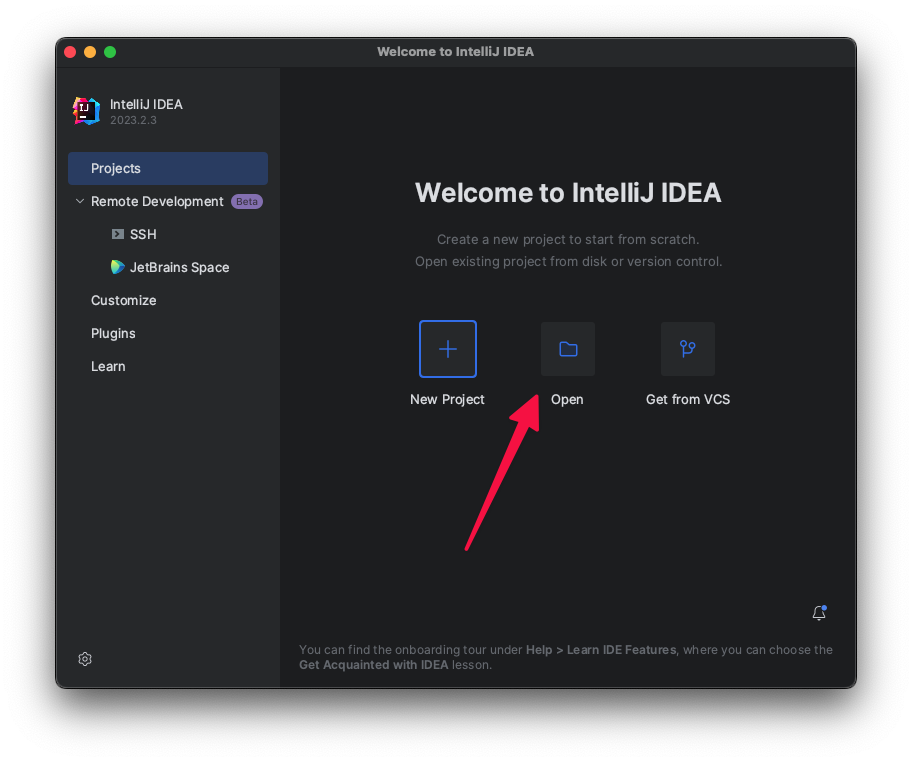 Welcome to IntelliJ IDEA
IJ
IntelliJ IDEA
2023.2.3
Projects
Remote Development Beta
SSH
JetBrains Space
Customize
Plugins
Learn
Welcome to IntelliJ IDEA
Create a new project to start from scratch.
Open existing project from disk or version control.
New Project
Open
Get from VCS
You can find the onboarding tour under Help > Learn IDE Features, where you can choose the
Get Acquainted with IDEA lesson.